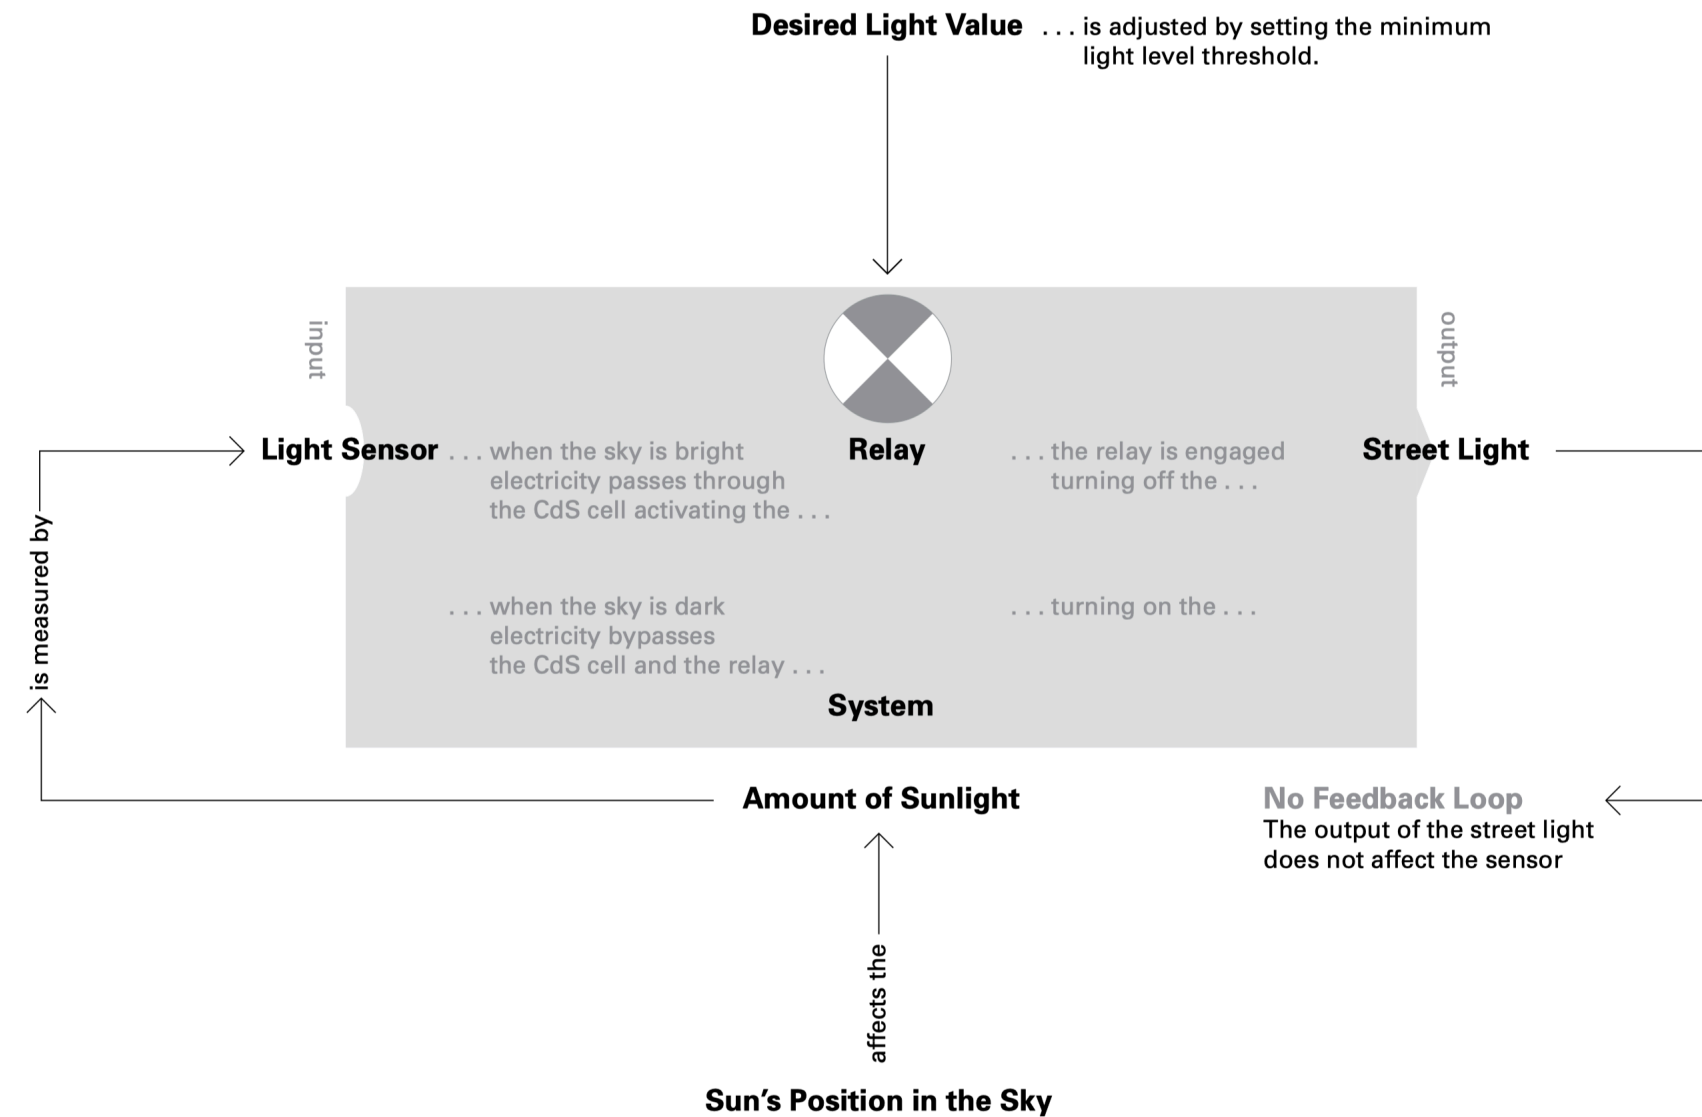 Desired Light Value ... is adjusted by setting the minimum
light level threshold.
input
output
Light Sensor ... when the sky is bright
electricity passes through
the CdS cell activating the ...
Relay
... the relay is engaged
turning off the ...
Street Light
... when the sky is dark
electricity bypasses
the CdS cell and the relay ...
... turning on the ...
System
is measured by
Amount of Sunlight
No Feedback Loop
The output of the street light
does not affect the sensor
affects the
Sun’s Position in the Sky